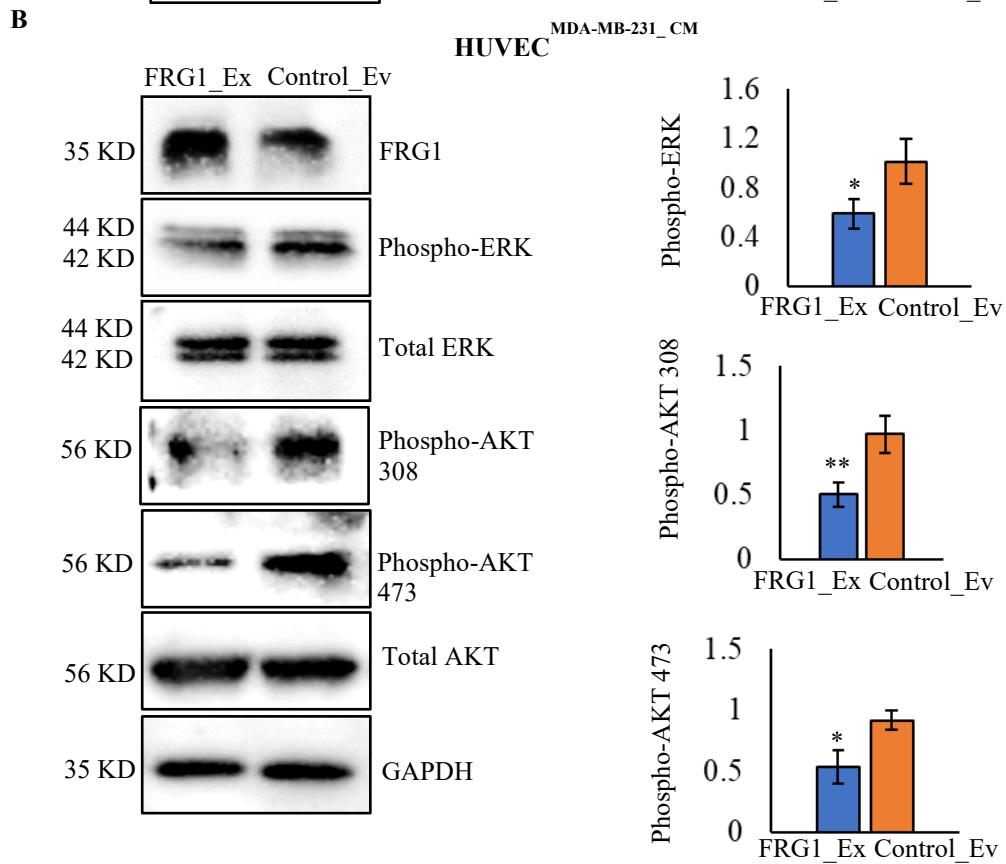 B
HUVEC MDA-MB-231_ CM
FRG1_Ex Control_Ev
35 KD FRG1
44 KD
42 KD
Phospho-ERK
44 KD
42 KD
Total ERK
56 KD
Phospho-AKT
308
56 KD
Phospho-AKT
473
56 KD
Total AKT
35 KD
GAPDH
Phospho-ERK
1.6
1.2
0.8
0.4
0
*
FRG1_Ex Control_Ev
Phospho-AKT 308
1.5
1
0.5
0
**
FRG1_Ex Control_Ev
Phospho-AKT 473
1.5
1
0.5
0
*
FRG1_Ex Control_Ev